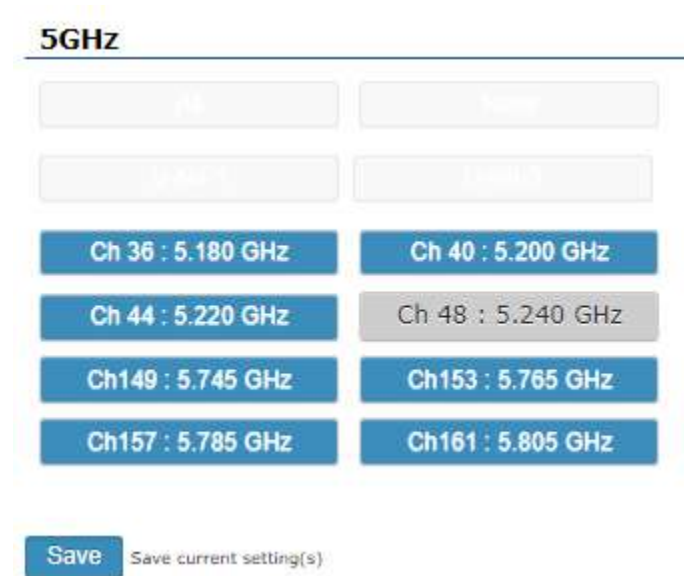 5GHz
Ch 36 : 5.180 GHz
Ch 40 : 5.200 GHz
Ch 44 : 5.220 GHz
Ch 48 : 5.240 GHz
Ch149 : 5.745 GHz
Ch153 : 5.765 GHz
Ch157 : 5.785 GHz
Ch161 : 5.805 GHz
Save
Save current setting(s)